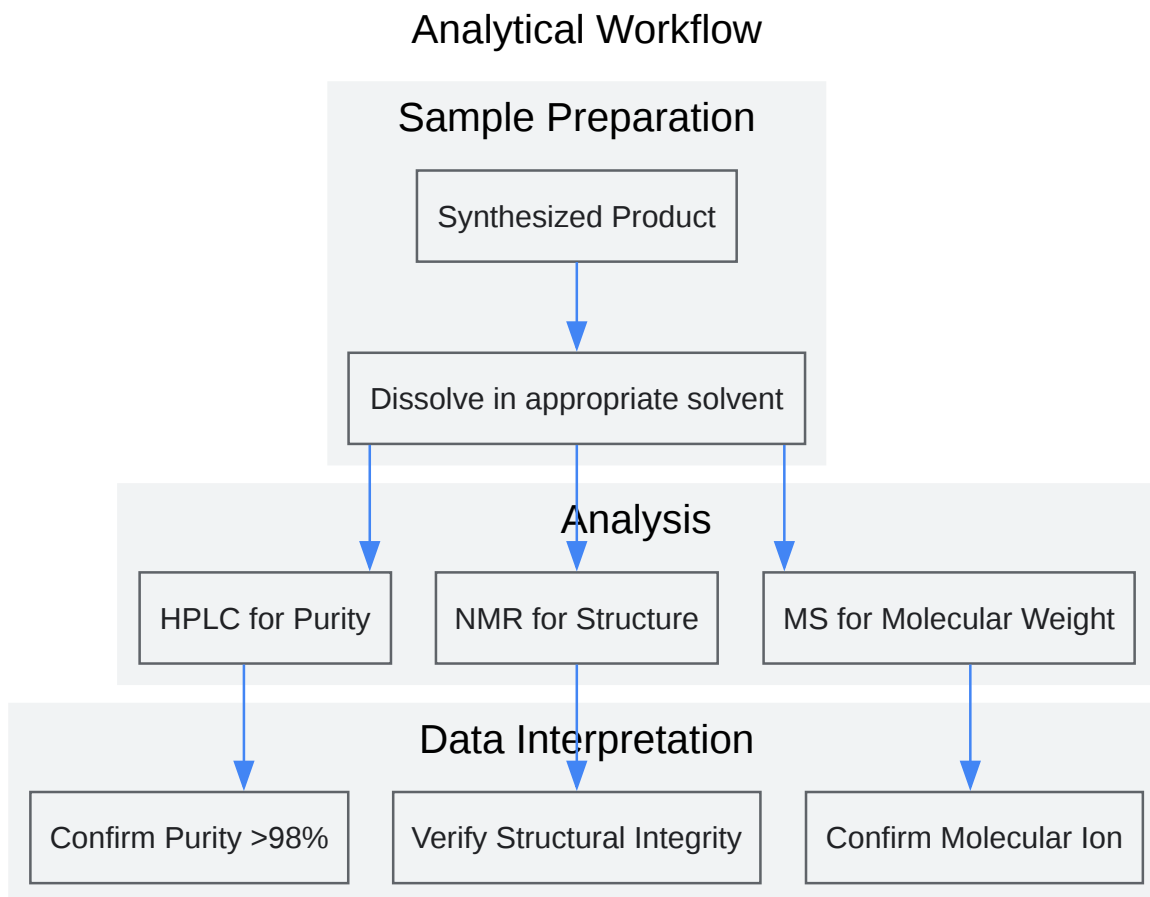 Analytical Workflow
Sample Preparation
Synthesized Product
Dissolve in appropriate solvent
Analysis
HPLC for Purity
NMR for Structure
MS for Molecular Weight
Data Interpretation
Confirm Purity >98%
Verify Structural Integrity
Confirm Molecular Ion